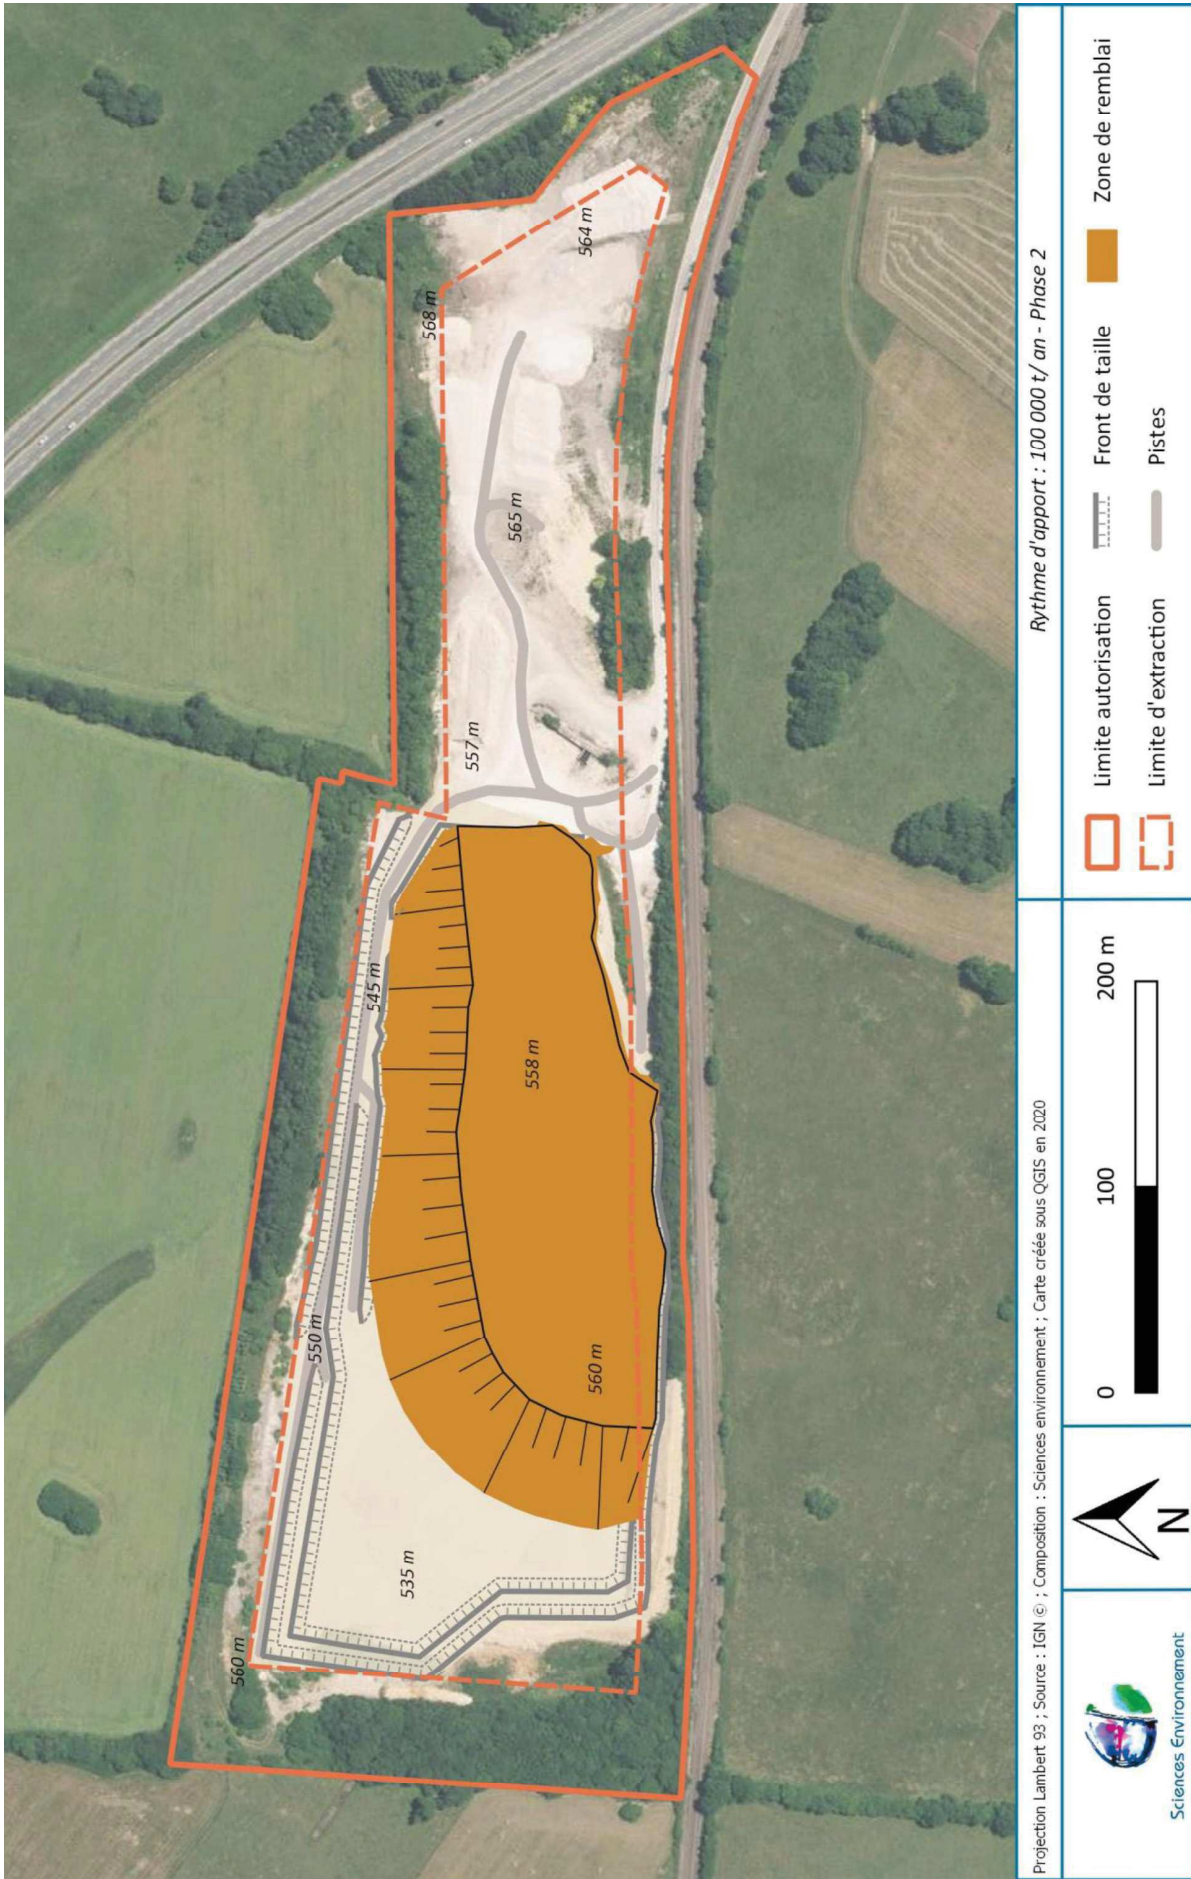 568 m
564 m
565 m
557 m
545 m
558 m
550 m
560 m
535 m
560 m
Projection Lambert 93 ; Source : IGN © ; Composition : Sciences environnement ; Carte créée sous QGIS en 2020
Rythme d'apport : 100 000 t/ an - Phase 2
Sciences Environnement
N
0 100 200 m
Limite autorisation
Front de taille
Zone de remblai
Limite d'extraction
Pistes